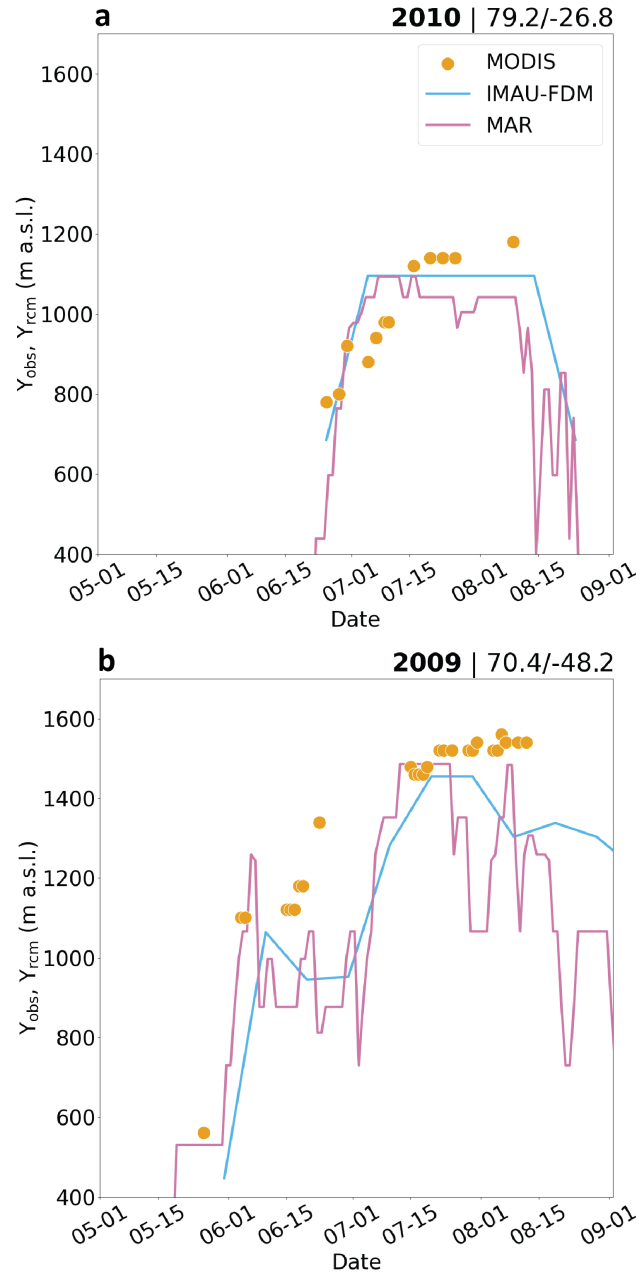 a 2010 | 79.2/-26.8
MODIS
IMAU-FDM
MAR
1600
1400
1200
1000
800
600
400
Yobs, Yrcm (m a.s.l.)
05-01 05-15 06-01 06-15 07-01 07-15 08-01 08-15 09-01
Date
b 2009 | 70.4/-48.2
1600
1400
1200
1000
800
600
400
Yobs, Yrcm (m a.s.l.)
05-01 05-15 06-01 06-15 07-01 07-15 08-01 08-15 09-01
Date